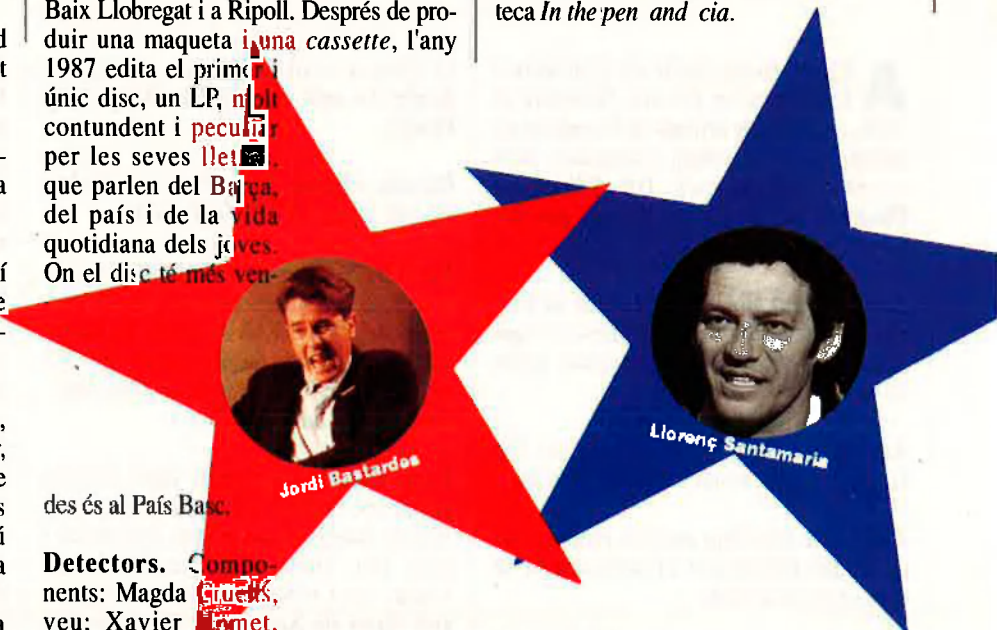 Baix Llobregat i a Ripoll. Després de pro-
duir una maqueta i una cassette, l'any
1987 edita el primer i
únic disc, un LP, molt
contundent i peculiar
per les seves lletres,
que parlen del Barça,
del país i de la vida
quotidiana dels joves.
On el disc té més ven-
des és al País Basc.
Detectors. Compo-
nents: Magda
veu; Xavier
teca In the pen and cia.
Jordi Bastardos
Llorenç Santamaria